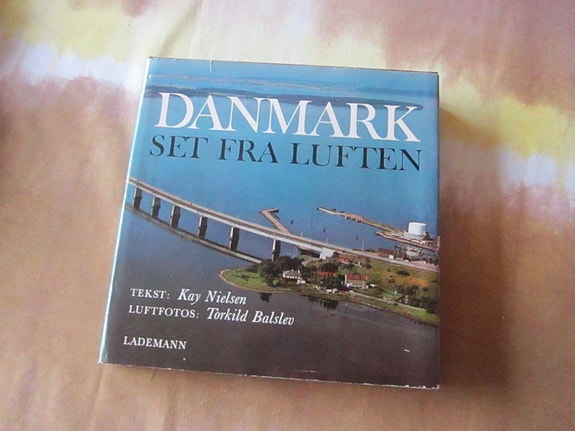 DANMARK
SET FRA LUFTEN
TEKST: Kay Nielsen
LUFTFOTOS: Torkild Balslev
LADEMANN